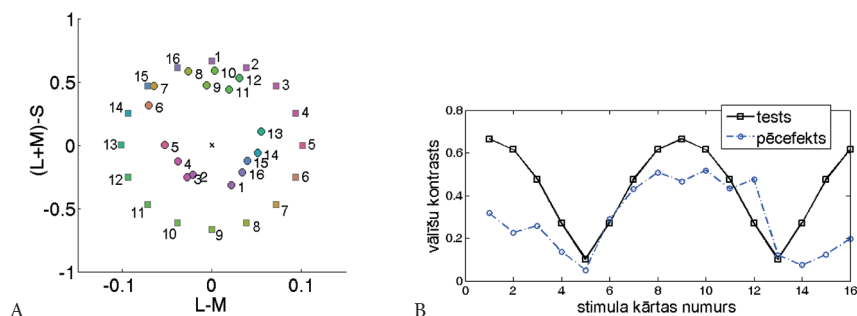 1
0.5
0
-0.5
-1
(L+M)-S
-0.1 0 0.1
L-M
16 1 2
15 8 10 12 3
7 9 11
14 6 4
13
13 5 14 5
4 15
12 3 2 16 6
1
11 7
10 9 8
A
0.8
0.6
0.4
0.2
0
vālīšu kontrasts
tests
pēcefekts
0 2 4 6 8 10 12 14 16
stimula kārtas numurs
B